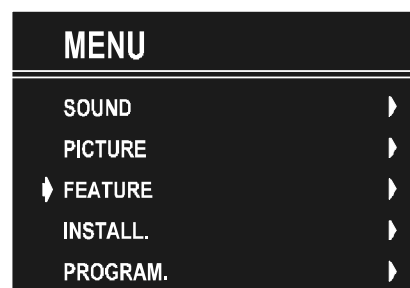 MENU
SOUND
PICTURE
FEATURE
INSTALL.
PROGRAM.